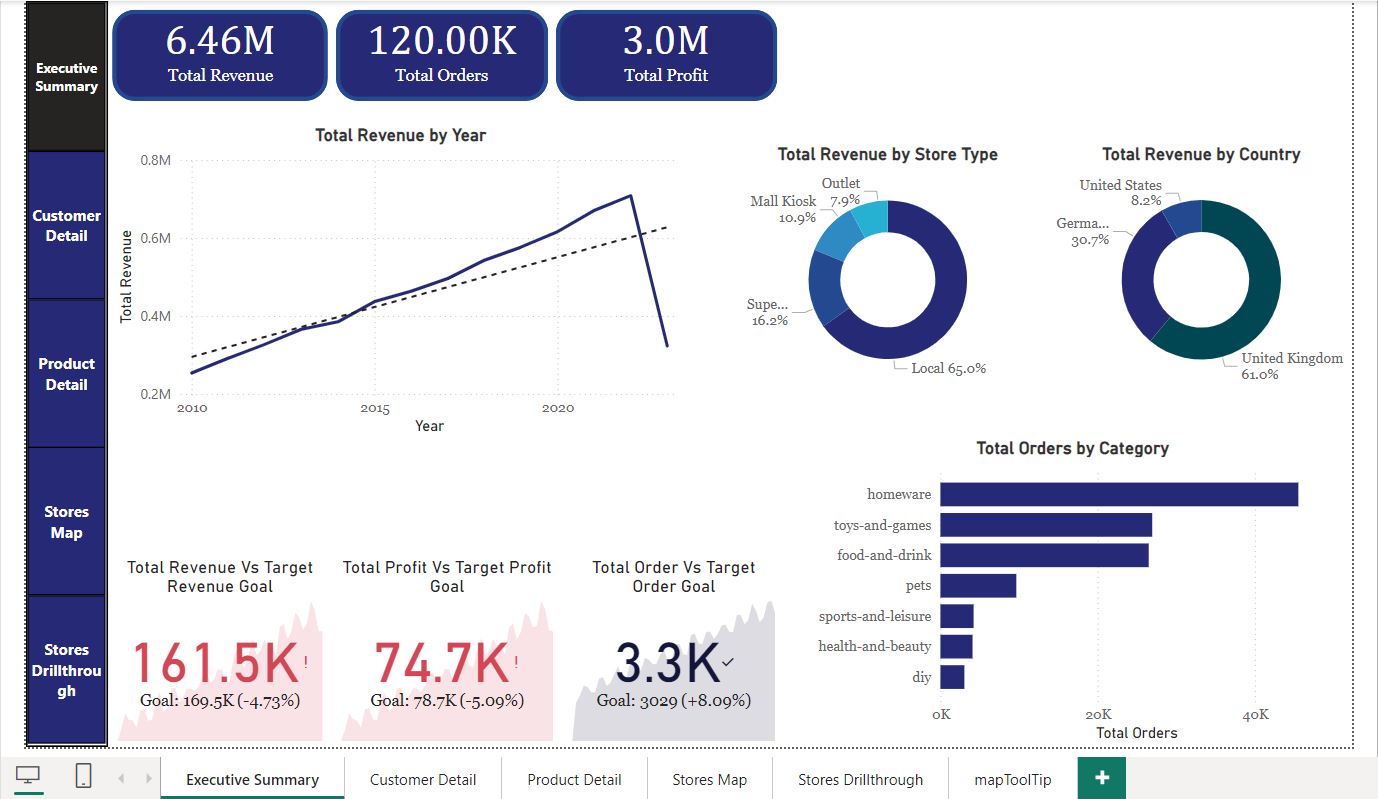 Executive
Summary
Customer
Detail
Product
Detail
Stores
Map
Stores
Drillthrou
gh
6.46M
Total Revenue
120.00K
Total Orders
3.0M
Total Profit
Total Revenue by Year
0.8M
0.6M
0.4M
0.2M
Total Revenue
2010
2015
2020
Year
Total Revenue by Store Type
Outlet
7.9%
Mall Kiosk
10.9%
Supe...
16.2%
Local 65.0%
Total Revenue by Country
United States
8.2%
Germa...
30.7%
United Kingdom
61.0%
Total Orders by Category
homeware
toys-and-games
food-and-drink
pets
sports-and-leisure
health-and-beauty
diy
0K
20K
40K
Total Orders
Total Revenue Vs Target
Revenue Goal
161.5K!
Goal: 169.5K (-4.73%)
Total Profit Vs Target Profit
Goal
74.7K!
Goal: 78.7K (-5.09%)
Total Order Vs Target
Order Goal
3.3K✓
Goal: 3029 (+8.09%)
Executive Summary
Customer Detail
Product Detail
Stores Map
Stores Drillthrough
mapToolTip
+